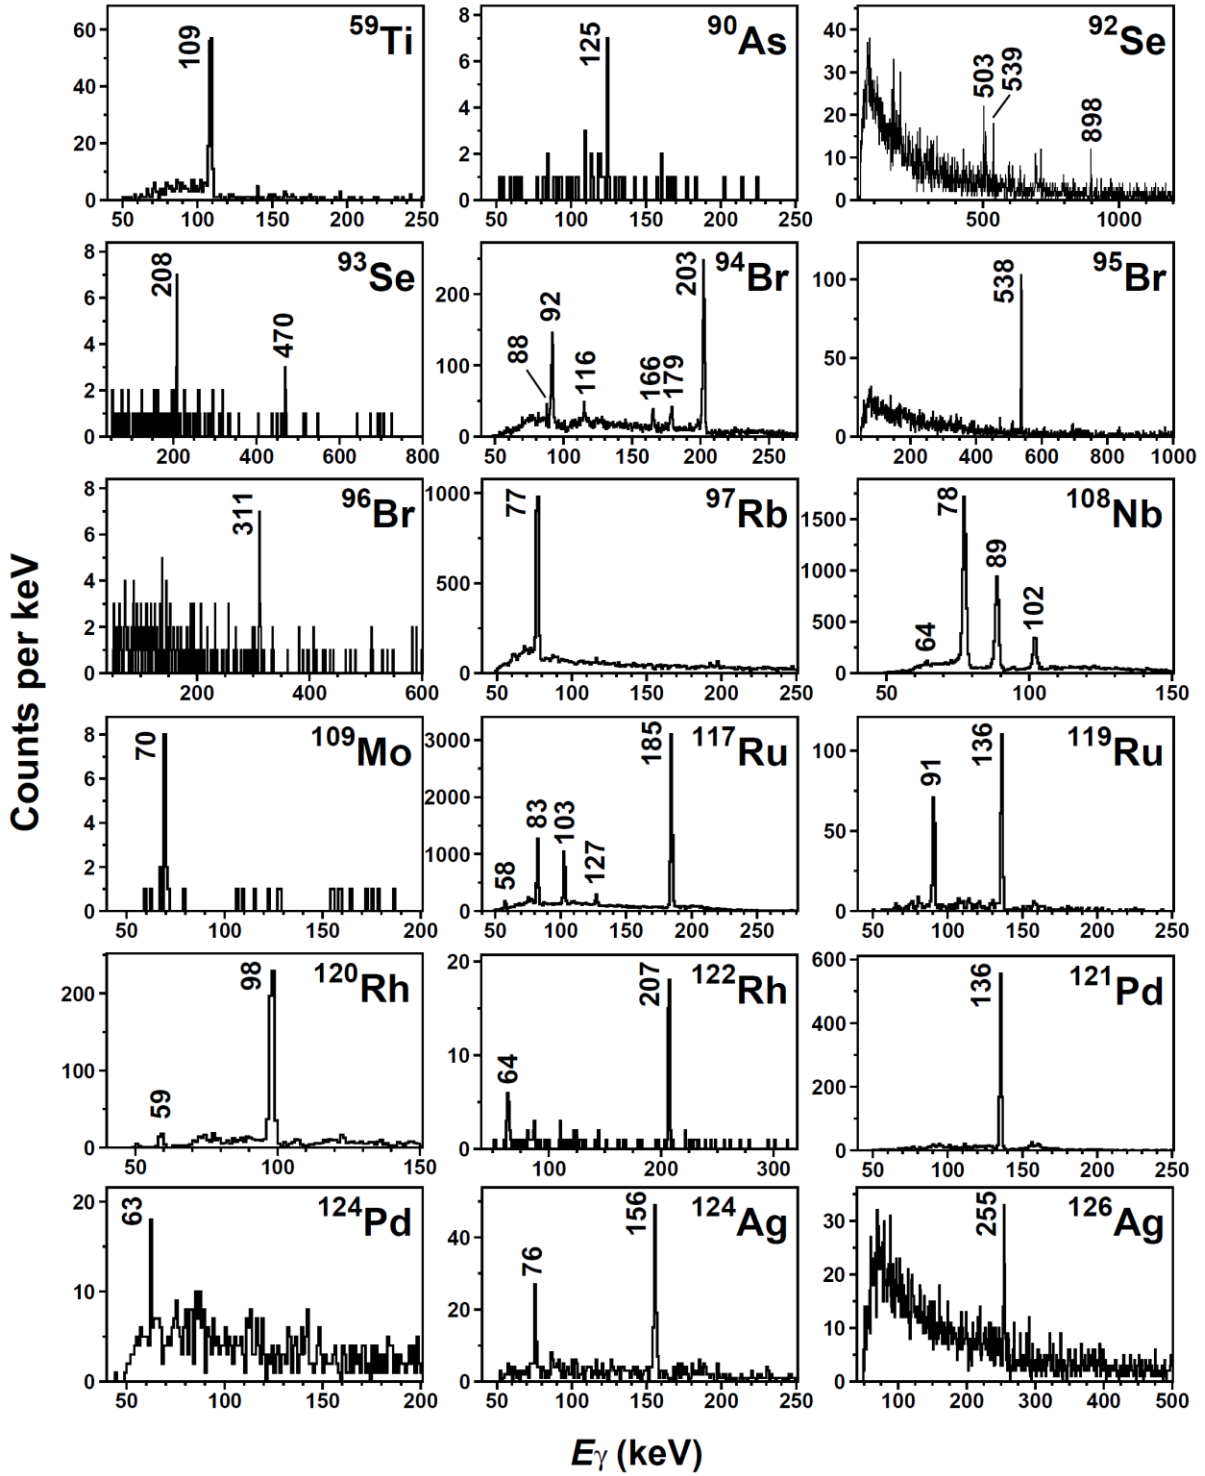 Counts per keV
59Ti
109
60
40
20
0
50 100 150 200 250
90As
125
8
6
4
2
0
50 100 150 200 250
92Se
503
539
898
40
30
20
10
0
500 1000
93Se
208
470
8
6
4
2
0
200 400 600 800
94Br
88
92
116
166
179
203
200
100
0
50 100 150 200 250
95Br
538
100
50
0
200 400 600 800 1000
96Br
311
8
6
4
2
0
200 400 600
97Rb
77
1000
500
0
50 100 150 200 250
108Nb
64
78
89
102
1500
1000
500
0
50 100 150
109Mo
70
8
6
4
2
0
50 100 150 200
117Ru
58
83
103
127
185
3000
2000
1000
0
50 100 150 200 250
119Ru
91
136
100
50
0
50 100 150 200 250
120Rh
59
98
200
100
0
50 100 150
122Rh
64
207
20
10
0
100 200 300
121Pd
136
600
400
200
0
50 100 150 200 250
124Pd
63
20
10
0
50 100 150 200
124Ag
76
156
40
20
0
50 100 150 200 250
126Ag
255
30
20
10
0
100 200 300 400 500
Eγ (keV)